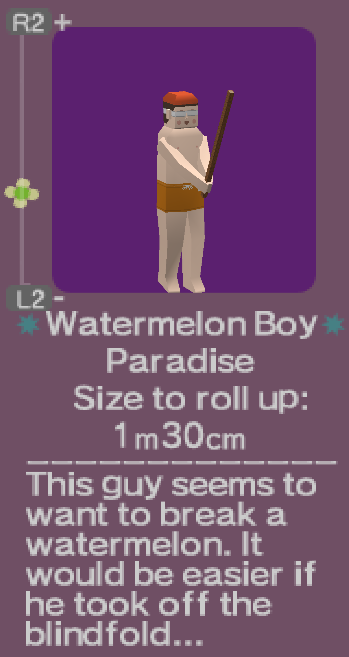 R2 +
L2 -
Watermelon Boy
Paradise
Size to roll up:
1m30cm
This guy seems to
want to break a
watermelon. It
would be easier if
he took off the
blindfold...